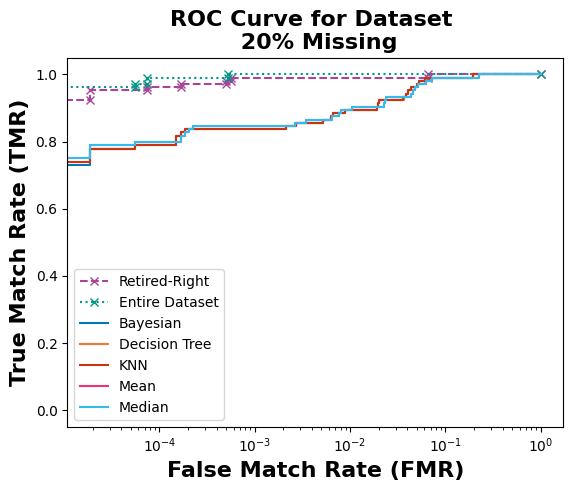 ROC Curve for Dataset
20% Missing
True Match Rate (TMR)
1.0
0.8
0.6
0.4
0.2
0.0
Retired-Right
Entire Dataset
Bayesian
Decision Tree
KNN
Mean
Median
10⁻⁴
10⁻³
10⁻²
10⁻¹
10⁰
False Match Rate (FMR)